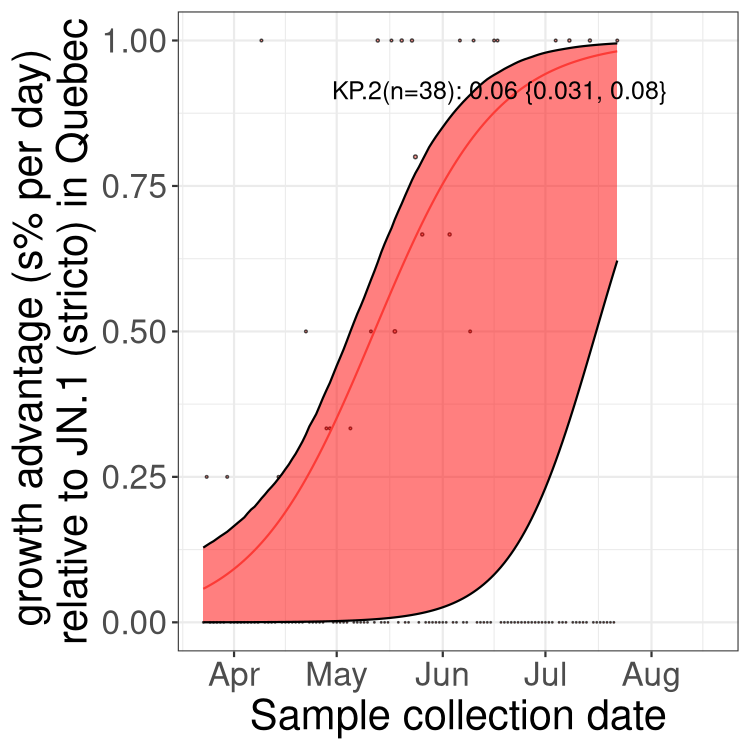 growth advantage (s% per day)
relative to JN.1 (stricto) in Quebec
1.00
0.75
0.50
0.25
0.00
KP.2(n=38): 0.06 {0.031, 0.08}
Apr May Jun Jul Aug
Sample collection date